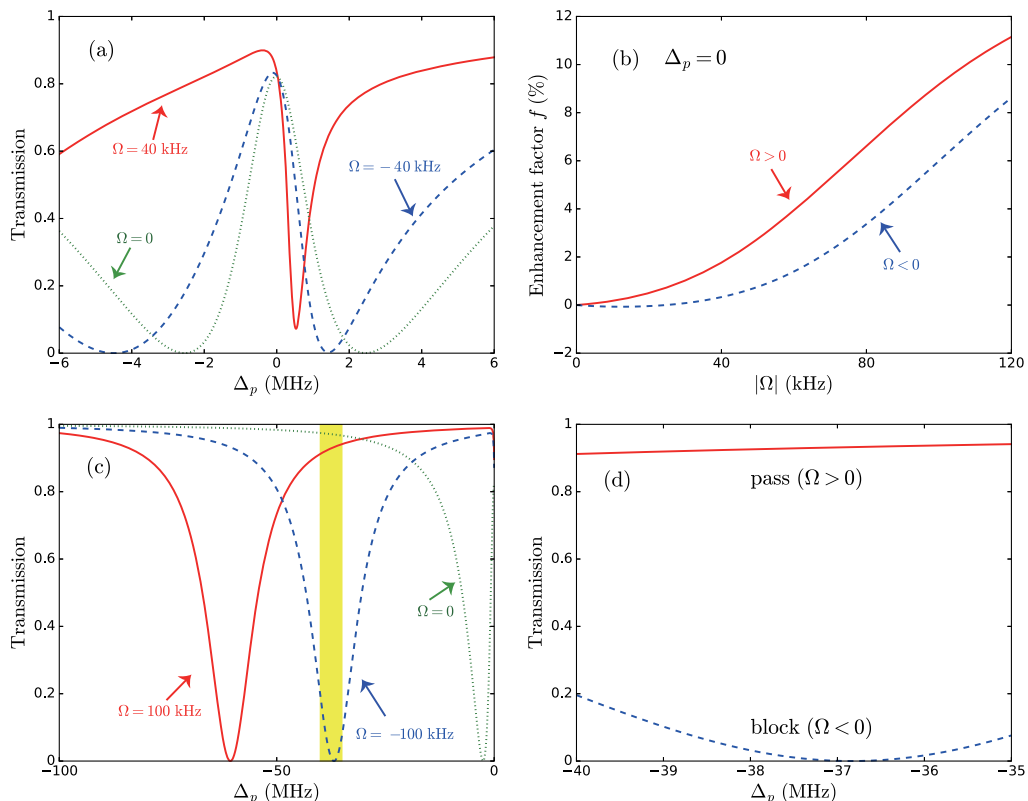 (a)
Transmission
1
0.8
0.6
0.4
0.2
0
−6 −4 −2 0 2 4 6
Δp (MHz)
Ω = 40 kHz
Ω = − 40 kHz
Ω = 0
(b) Δp = 0
Enhancement factor f (%)
12
10
8
6
4
2
0
−2
0 40 80 120
|Ω| (kHz)
Ω > 0
Ω < 0
(c)
Transmission
1
0.8
0.6
0.4
0.2
0
−100 −50 0
Δp (MHz)
Ω = 0
Ω = 100 kHz
Ω = −100 kHz
(d)
Transmission
1
0.8
0.6
0.4
0.2
0
−40 −39 −38 −37 −36 −35
Δp (MHz)
pass (Ω > 0)
block (Ω < 0)